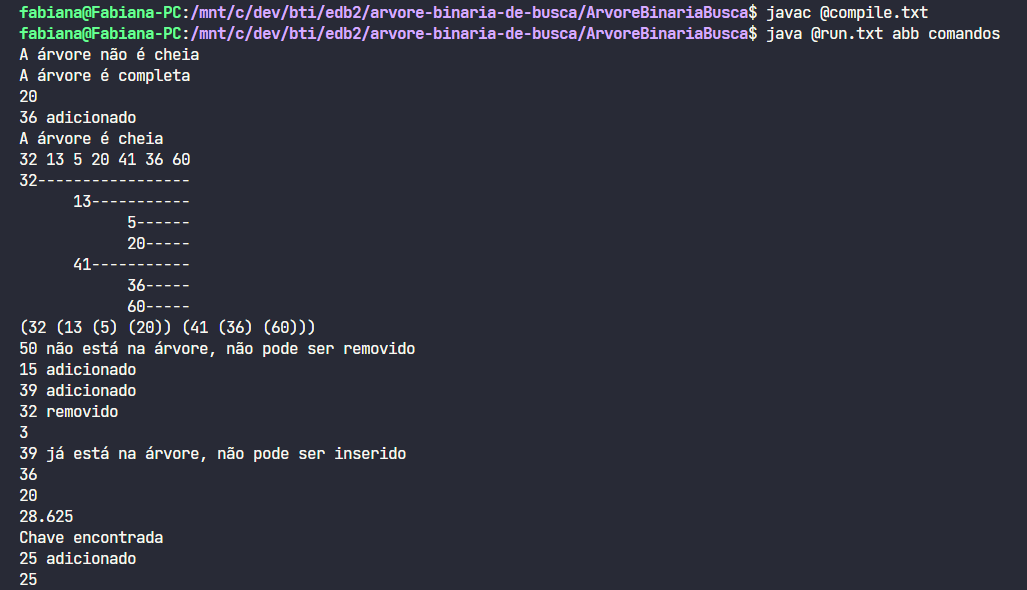 fabiana@Fabiana-PC:/mnt/c/dev/bti/edb2/arvore-binaria-de-busca/ArvoreBinariaBusca$ javac @compile.txt
fabiana@Fabiana-PC:/mnt/c/dev/bti/edb2/arvore-binaria-de-busca/ArvoreBinariaBusca$ java @run.txt abb comandos
A árvore não é cheia
A árvore é completa
20
36 adicionado
A árvore é cheia
32 13 5 20 41 36 60
32-----------------
      13-----------
            5------
            20-----
      41-----------
            36-----
            60-----
(32 (13 (5) (20)) (41 (36) (60)))
50 não está na árvore, não pode ser removido
15 adicionado
39 adicionado
32 removido
3
39 já está na árvore, não pode ser inserido
36
20
28.625
Chave encontrada
25 adicionado
25